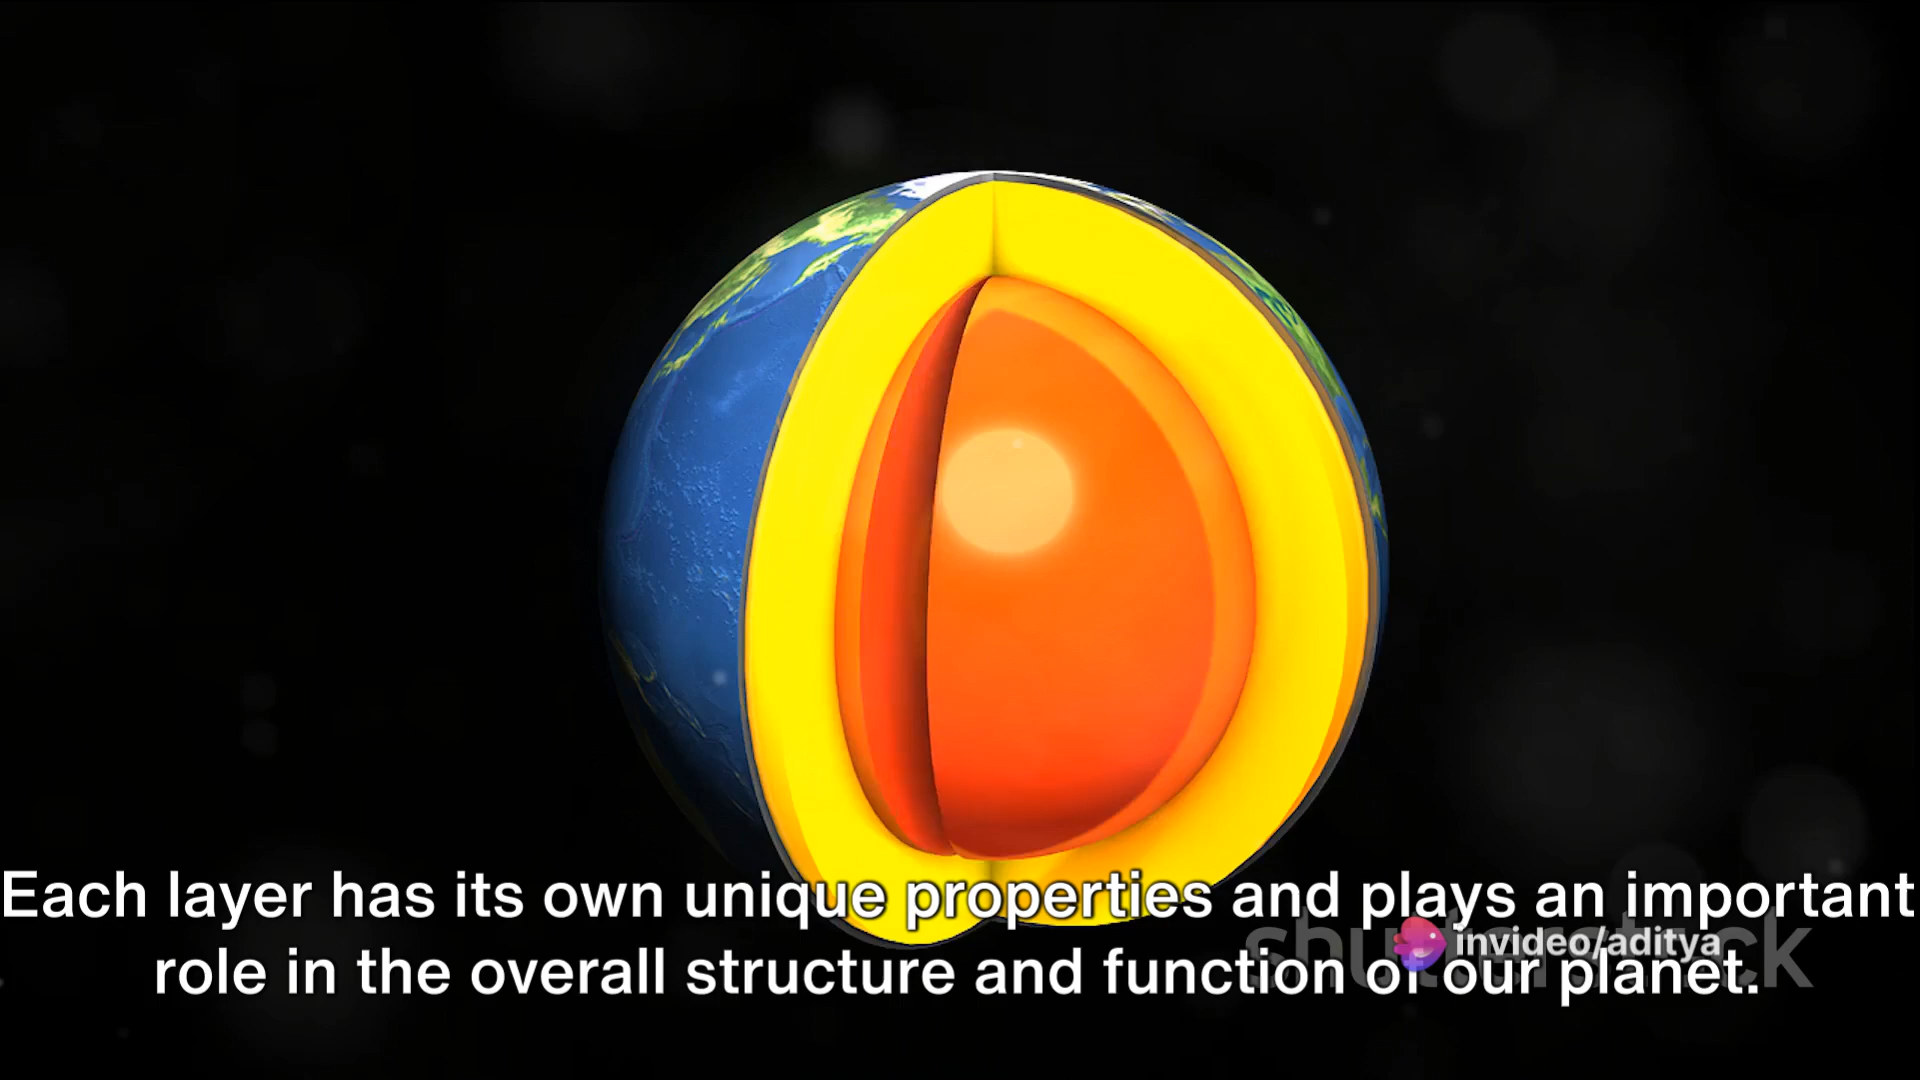 Each layer has its own unique properties and plays an important
role in the overall structure and function of our planet.
invideo/aditya
shutterstock